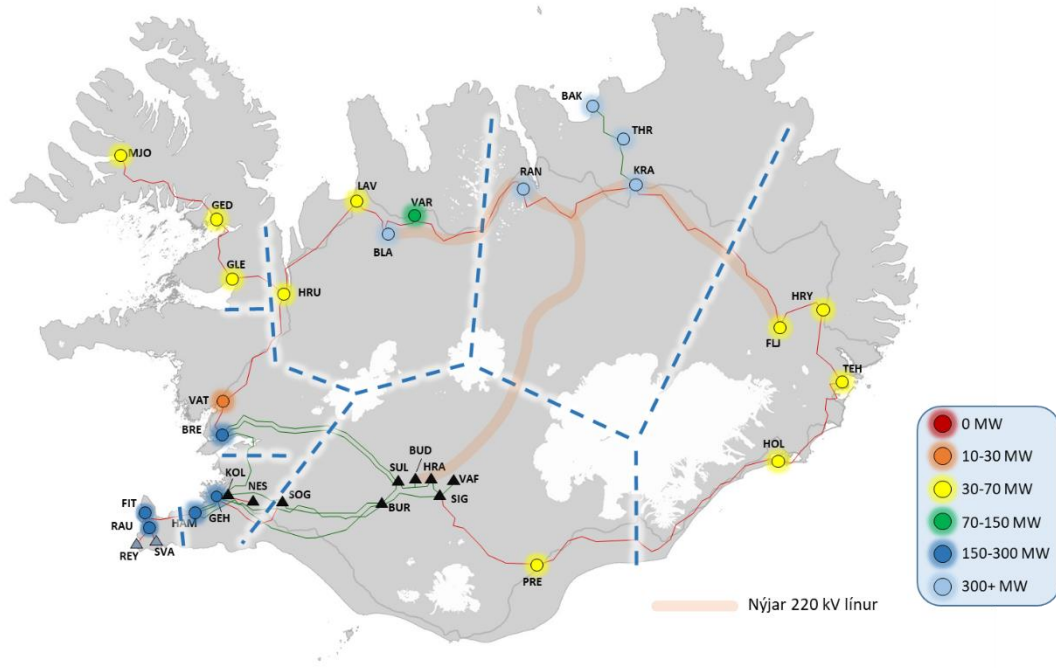 BAK
THR
MJO
KRA
RAN
LAV
VAR
GED
BLA
GLE
HRU
HRY
FLJ
TEH
VAT
BRE
BUD
HOL
SUL
HRA
VAF
KOL
NES
SOG
SIG
FIT
GEH
BUR
RAU
HAM
REY
SVA
PRE
0 MW
10-30 MW
30-70 MW
70-150 MW
150-300 MW
300+ MW
Nýjar 220 kV línur